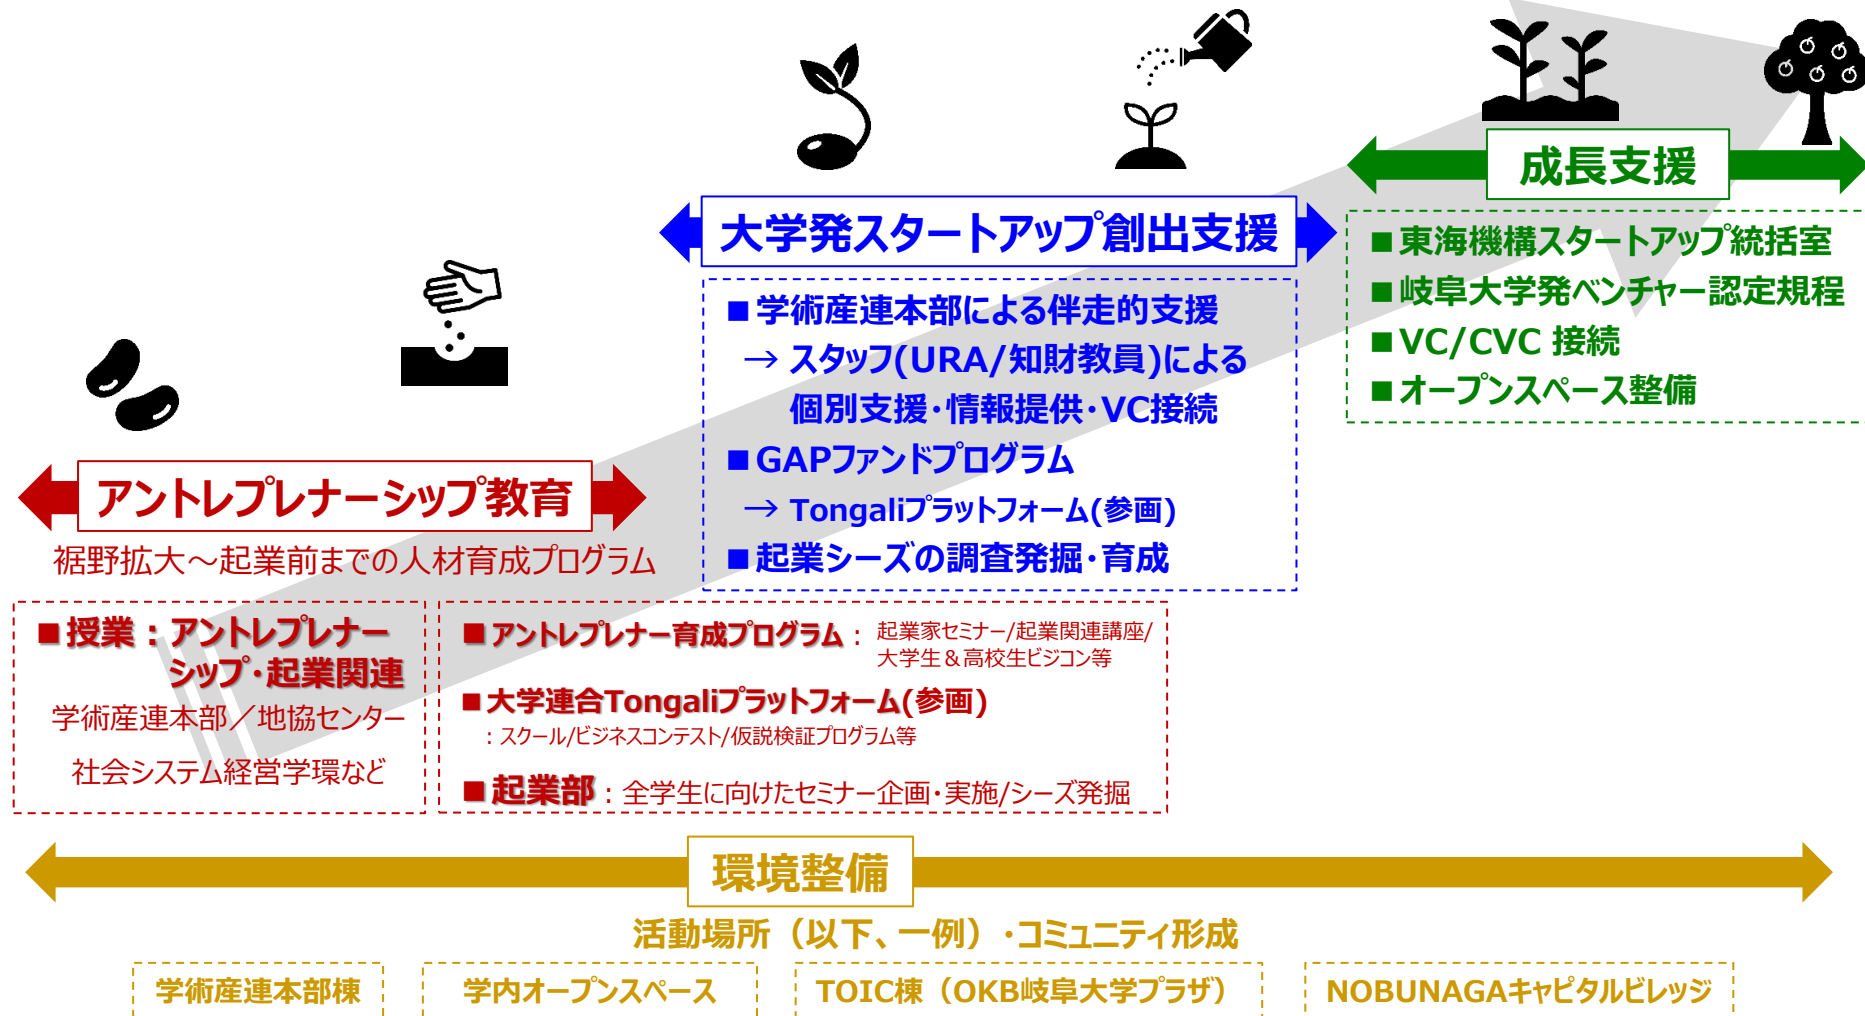 成長支援
■東海機構スタートアップ統括室
■岐阜大学発ベンチャー認定規程
■VC/CVC 接続
■オープンスペース整備
大学発スタートアップ創出支援
■学術産連本部による伴走的支援
→ スタッフ(URA/知財教員)による
個別支援・情報提供・VC接続
■GAPファンドプログラム
→ Tongaliプラットフォーム(参画)
■起業シーズの調査発掘・育成
アントレプレナーシップ教育
裾野拡大～起業前までの人材育成プログラム
■授業：アントレプレナー
シップ・起業関連
学術産連本部／地協センター
社会システム経営学環など
■アントレプレナー育成プログラム：起業家セミナー/起業関連講座/
大学生＆高校生ビジコン等
■大学連合Tongaliプラットフォーム(参画)
：スクール/ビジネスコンテスト/仮説検証プログラム等
■起業部：全学生に向けたセミナー企画・実施/シーズ発掘
環境整備
活動場所（以下、一例）・コミュニティ形成
学術産連本部棟
学内オープンスペース
TOIC棟（OKB岐阜大学プラザ）
NOBUNAGAキャピタルビレッジ